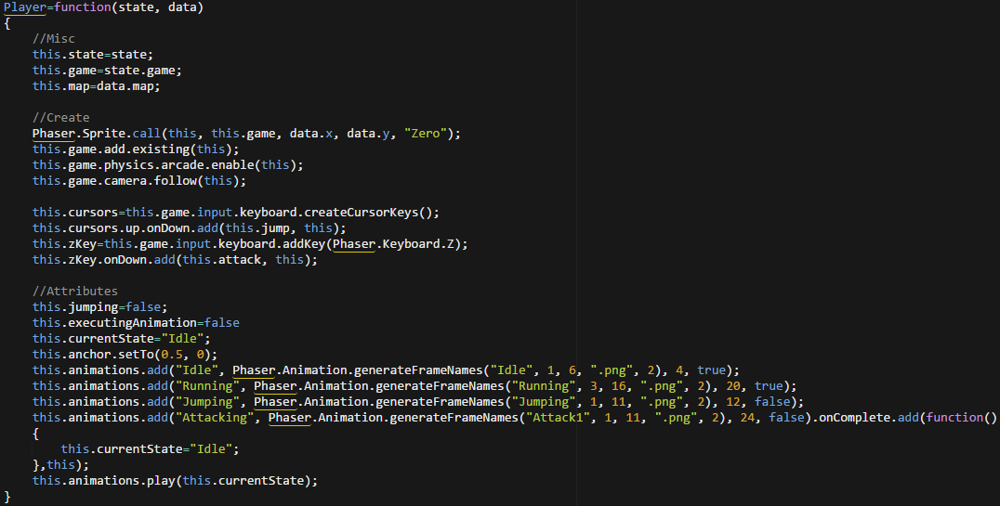 Player=function(state, data)
{
    //Misc
    this.state=state;
    this.game=state.game;
    this.map=data.map;

    //Create
    Phaser.Sprite.call(this, this.game, data.x, data.y, "Zero");
    this.game.add.existing(this);
    this.game.physics.arcade.enable(this);
    this.game.camera.follow(this);

    this.cursors=this.game.input.keyboard.createCursorKeys();
    this.cursors.up.onDown.add(this.jump, this);
    this.zKey=this.game.input.keyboard.addKey(Phaser.Keyboard.Z);
    this.zKey.onDown.add(this.attack, this);

    //Attributes
    this.jumping=false;
    this.executingAnimation=false
    this.currentState="Idle";
    this.anchor.setTo(0.5, 0);
    this.animations.add("Idle", Phaser.Animation.generateFrameNames("Idle", 1, 6, ".png", 2), 4, true);
    this.animations.add("Running", Phaser.Animation.generateFrameNames("Running", 3, 16, ".png", 2), 20, true);
    this.animations.add("Jumping", Phaser.Animation.generateFrameNames("Jumping", 1, 11, ".png", 2), 12, false);
    this.animations.add("Attacking", Phaser.Animation.generateFrameNames("Attack1", 1, 11, ".png", 2), 24, false).onComplete.add(function()
    {
        this.currentState="Idle";
    },this);
    this.animations.play(this.currentState);
}